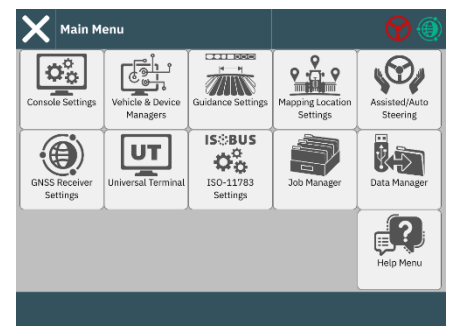 Main Menu
Console Settings
Vehicle & Device
Managers
Guidance Settings
Mapping Location
Settings
Assisted/Auto
Steering
GNSS Receiver
Settings
UT
Universal Terminal
ISOBUS
ISO-11783
Settings
Job Manager
Data Manager
?
Help Menu